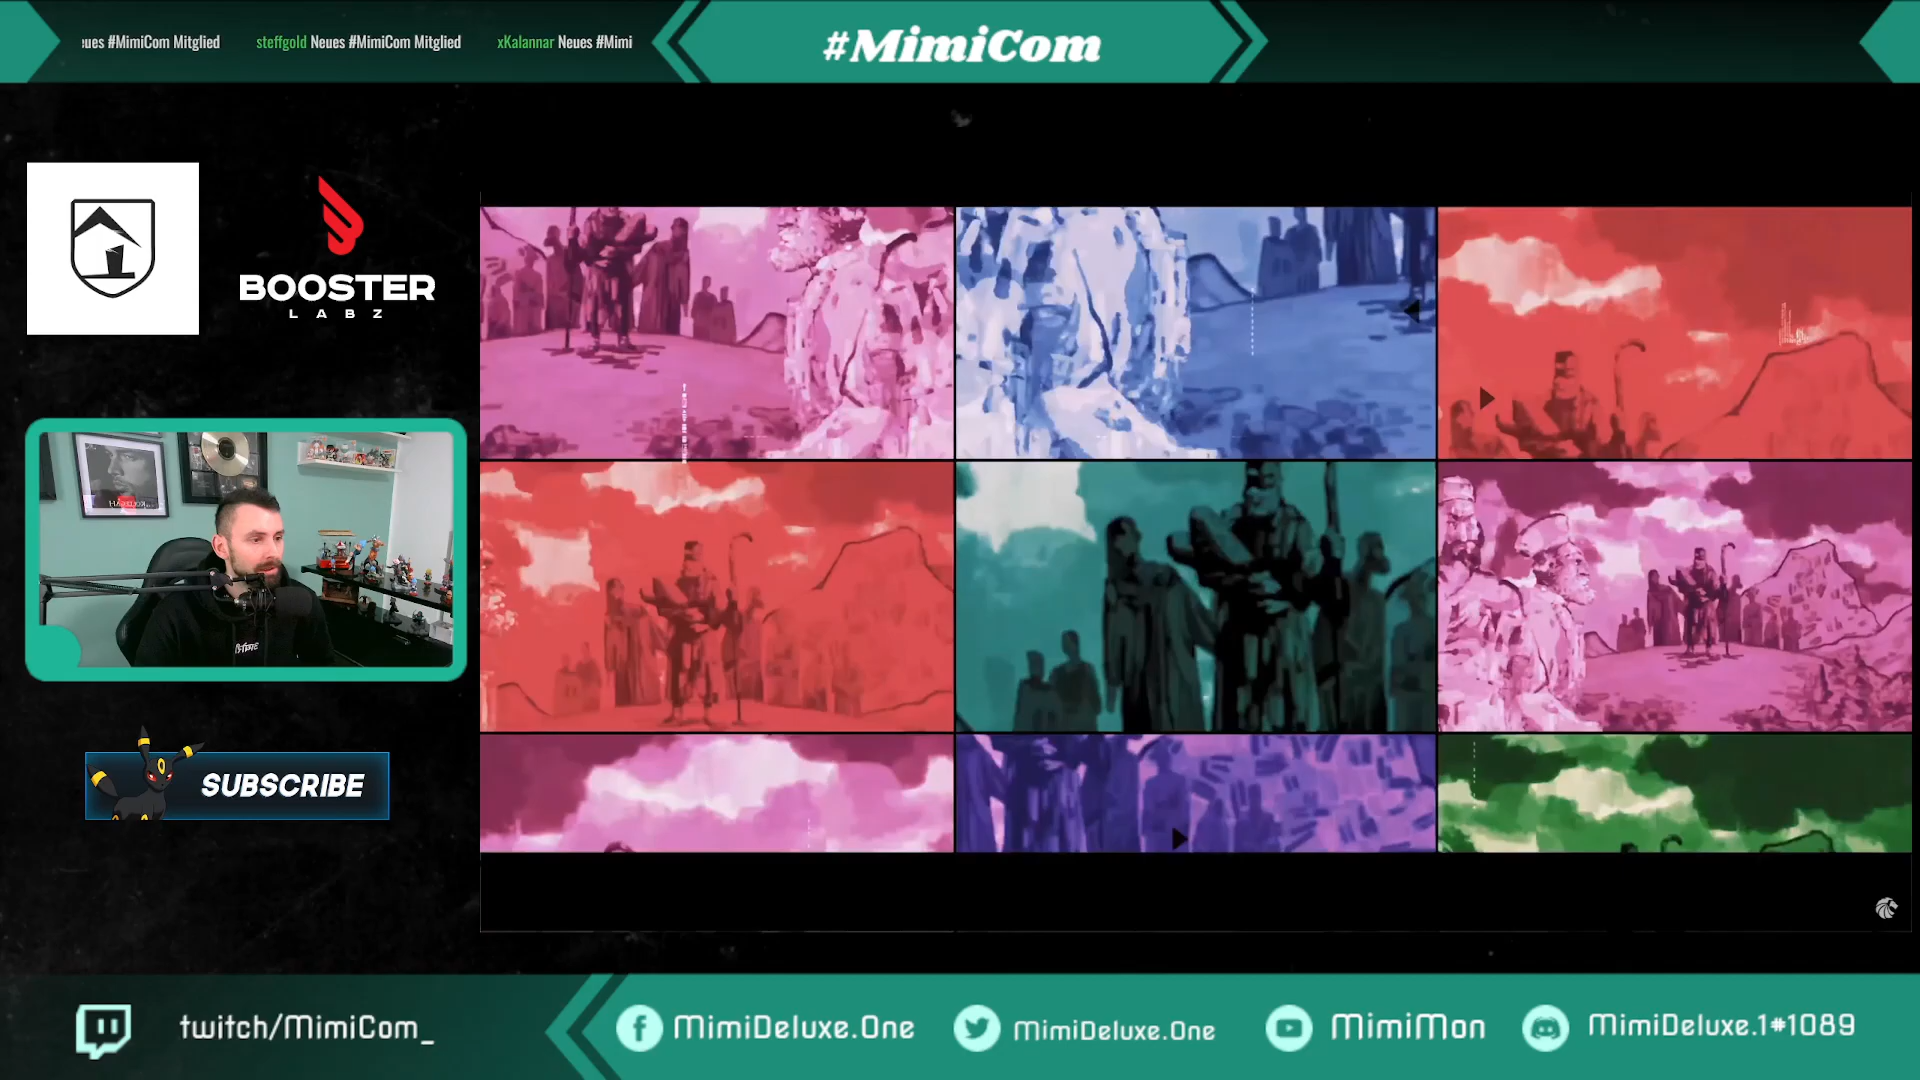 ues #MimiCom Mitglied steffgold Neues #MimiCom Mitglied xKalannar Neues #Mimi
#MimiCom
BOOSTER
LABZ
SUBSCRIBE
twitch/MimiCom_
MimiDeluxe.One
MimiDeluxe.One
MimiMon
MimiDeluxe.1#1089